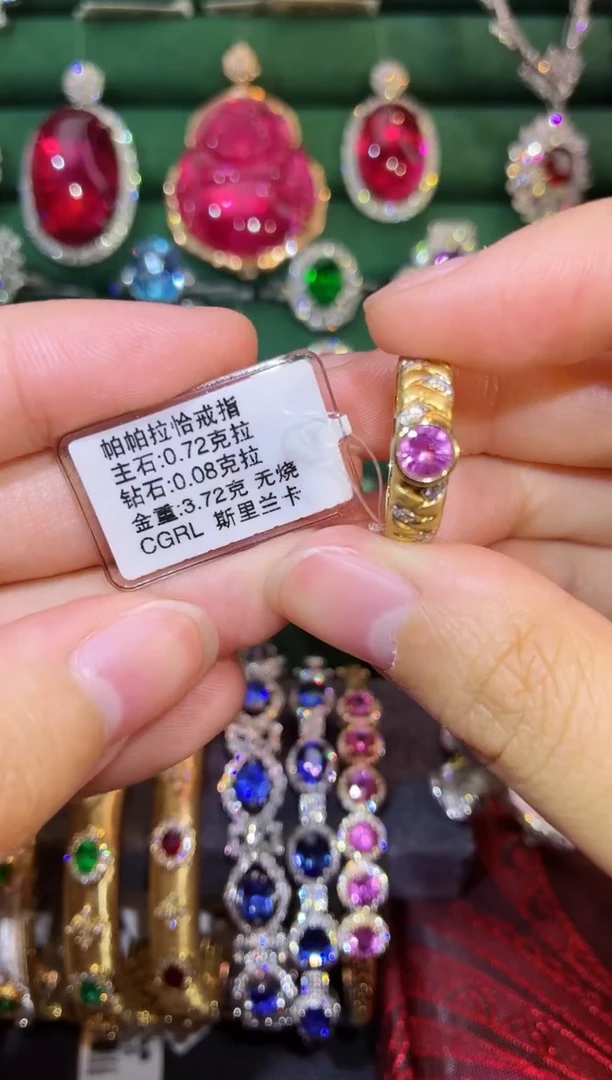 帕帕拉恰戒指
主石:0.72克拉
钻石:0.08克拉
金重:3.72克 无烧
CGRL 斯里兰卡